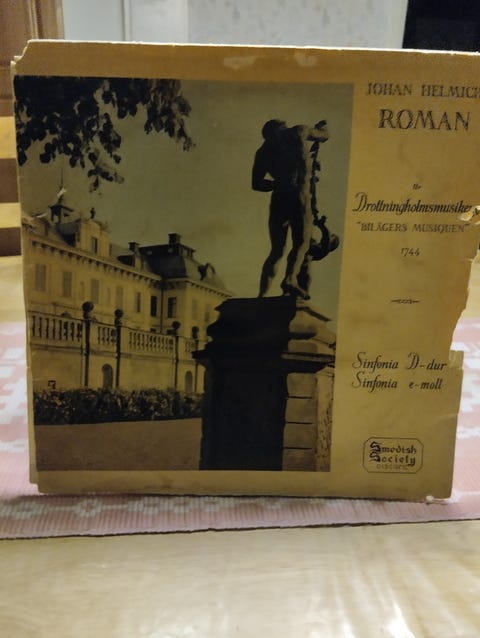 JOHAN HELMICH
ROMAN
Ur
Drottningholmsmusiken
"BILÄGERS MUSIQUEN"
1744
Sinfonia D-dur
Sinfonia e-moll
Swedish
Society
DISCOFIL